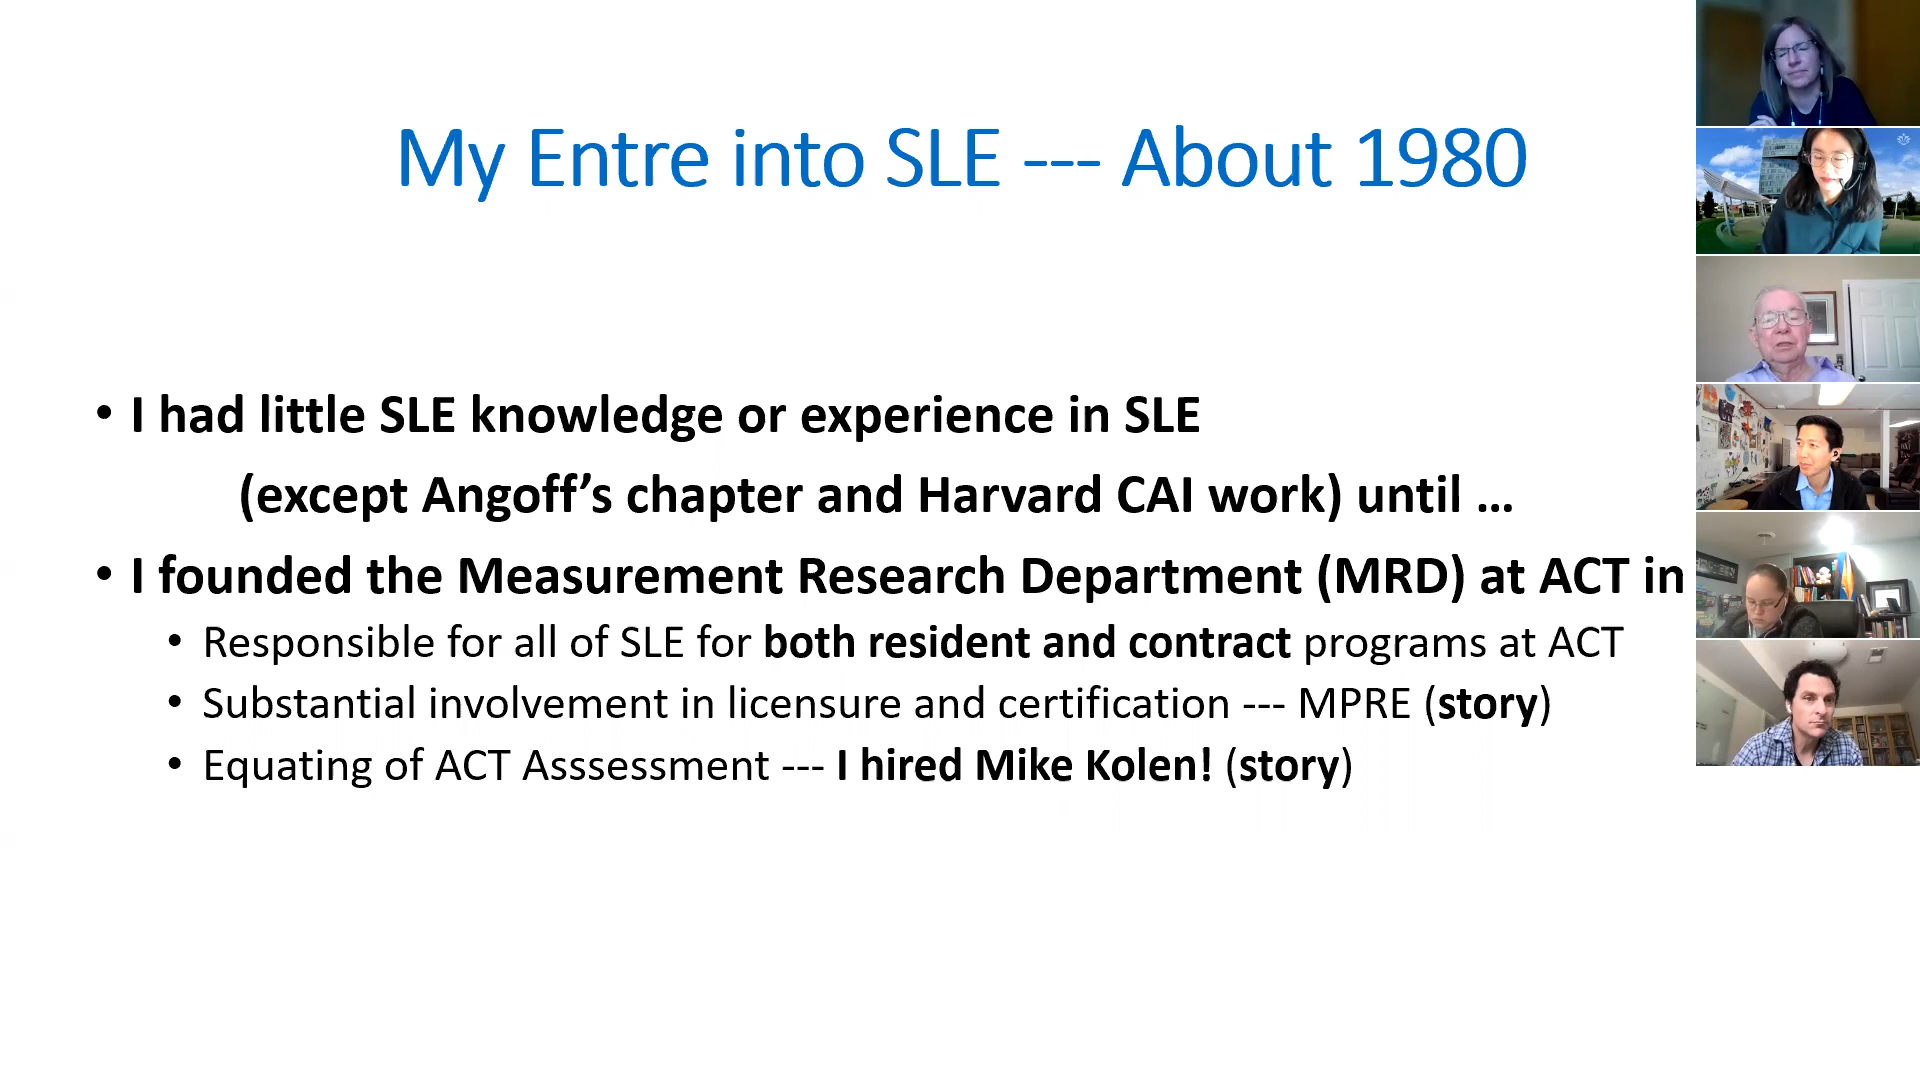 My Entre into SLE --- About 1980
• I had little SLE knowledge or experience in SLE
(except Angoff’s chapter and Harvard CAI work) until …
• I founded the Measurement Research Department (MRD) at ACT in
• Responsible for all of SLE for both resident and contract programs at ACT
• Substantial involvement in licensure and certification --- MPRE (story)
• Equating of ACT Asssessment --- I hired Mike Kolen! (story)